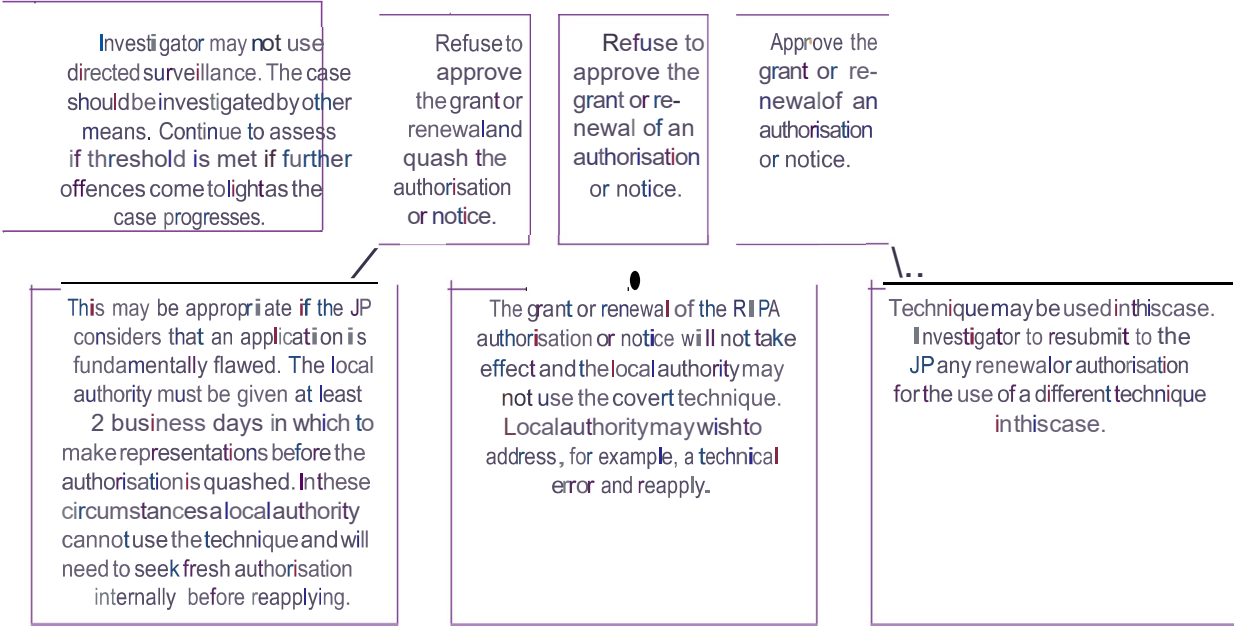 Investigator may not use
directed surveillance. The case
should be investigated by other
means. Continue to assess
if threshold is met if further
offences come to light as the
case progresses.
Refuse to
approve
the grant or
renewal and
quash the
authorisation
or notice.
Refuse to
approve the
grant or re-
newal of an
authorisation
or notice.
Approve the
grant or re-
newal of an
authorisation
or notice.
This may be appropriate if the JP
considers that an application is
fundamentally flawed. The local
authority must be given at least
2 business days in which to
make representations before the
authorisation is quashed. In these
circumstances a local authority
cannot use the technique and will
need to seek fresh authorisation
internally before reapplying.
The grant or renewal of the RIPA
authorisation or notice will not take
effect and the local authority may
not use the covert technique.
Local authority may wish to
address, for example, a technical
error and reapply.
Technique may be used in this case.
Investigator to resubmit to the
JP any renewal or authorisation
for the use of a different technique
in this case.